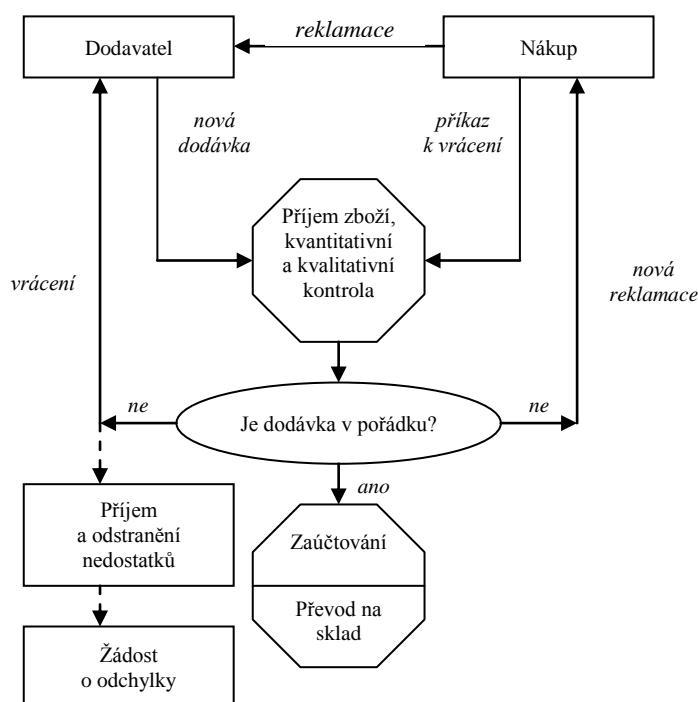 Dodavatel
reklamace
Nákup
nová
dodávka
příkaz
k vrácení
Příjem zboží,
kvantitativní
a kvalitativní
kontrola
vrácení
nová
reklamace
ne
Je dodávka v pořádku?
ne
ano
Příjem
a odstranění
nedostatků
Zaúčtování
Převod na
sklad
Žádost
o odchylky